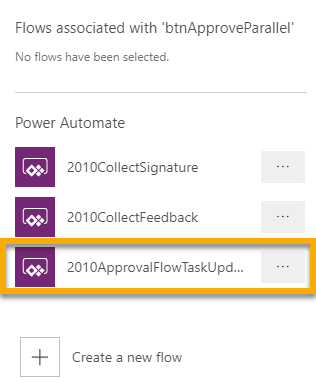 Flows associated with 'btnApproveParallel'
No flows have been selected.
Power Automate
2010CollectSignature ...
2010CollectFeedback ...
2010ApprovalFlowTaskUpd... ...
Create a new flow